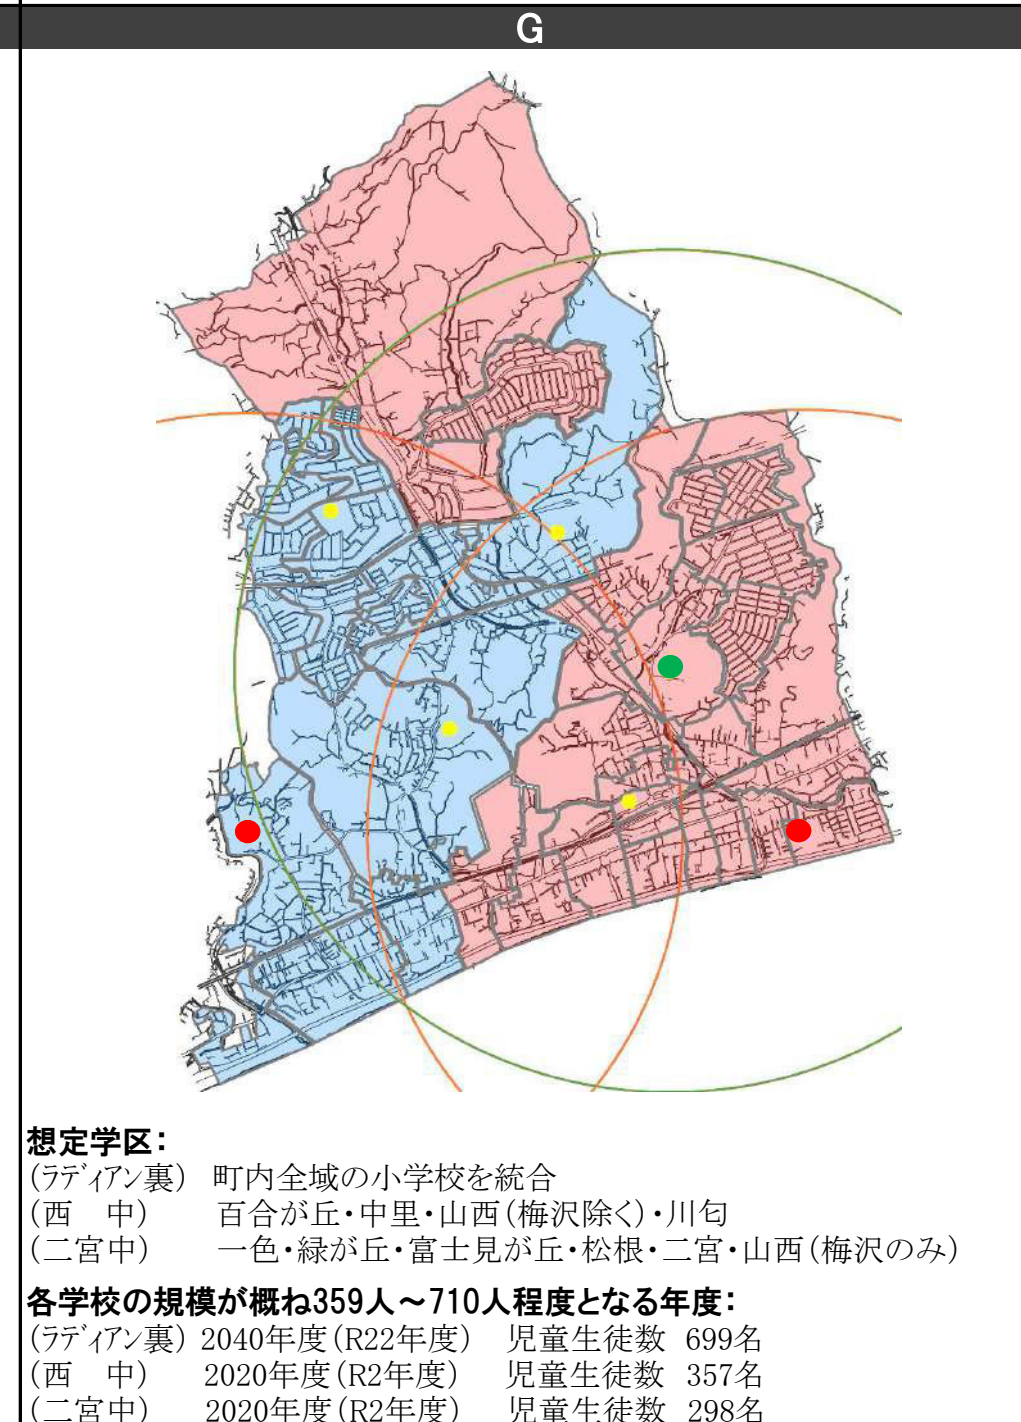 G
想定学区：
（ﾗﾃﾞｨｱﾝ裏） 町内全域の小学校を統合
（西　中）　　百合が丘・中里・山西（梅沢除く）・川匂
（二宮中）　　一色・緑が丘・富士見が丘・松根・二宮・山西（梅沢のみ）
各学校の規模が概ね359人～710人程度となる年度：
（ﾗﾃﾞｨｱﾝ裏） 2040年度（R22年度）　児童生徒数　699名
（西　中）　　2020年度（R2年度）　児童生徒数　357名
（二宮中）　　2020年度（R2年度）　児童生徒数　298名